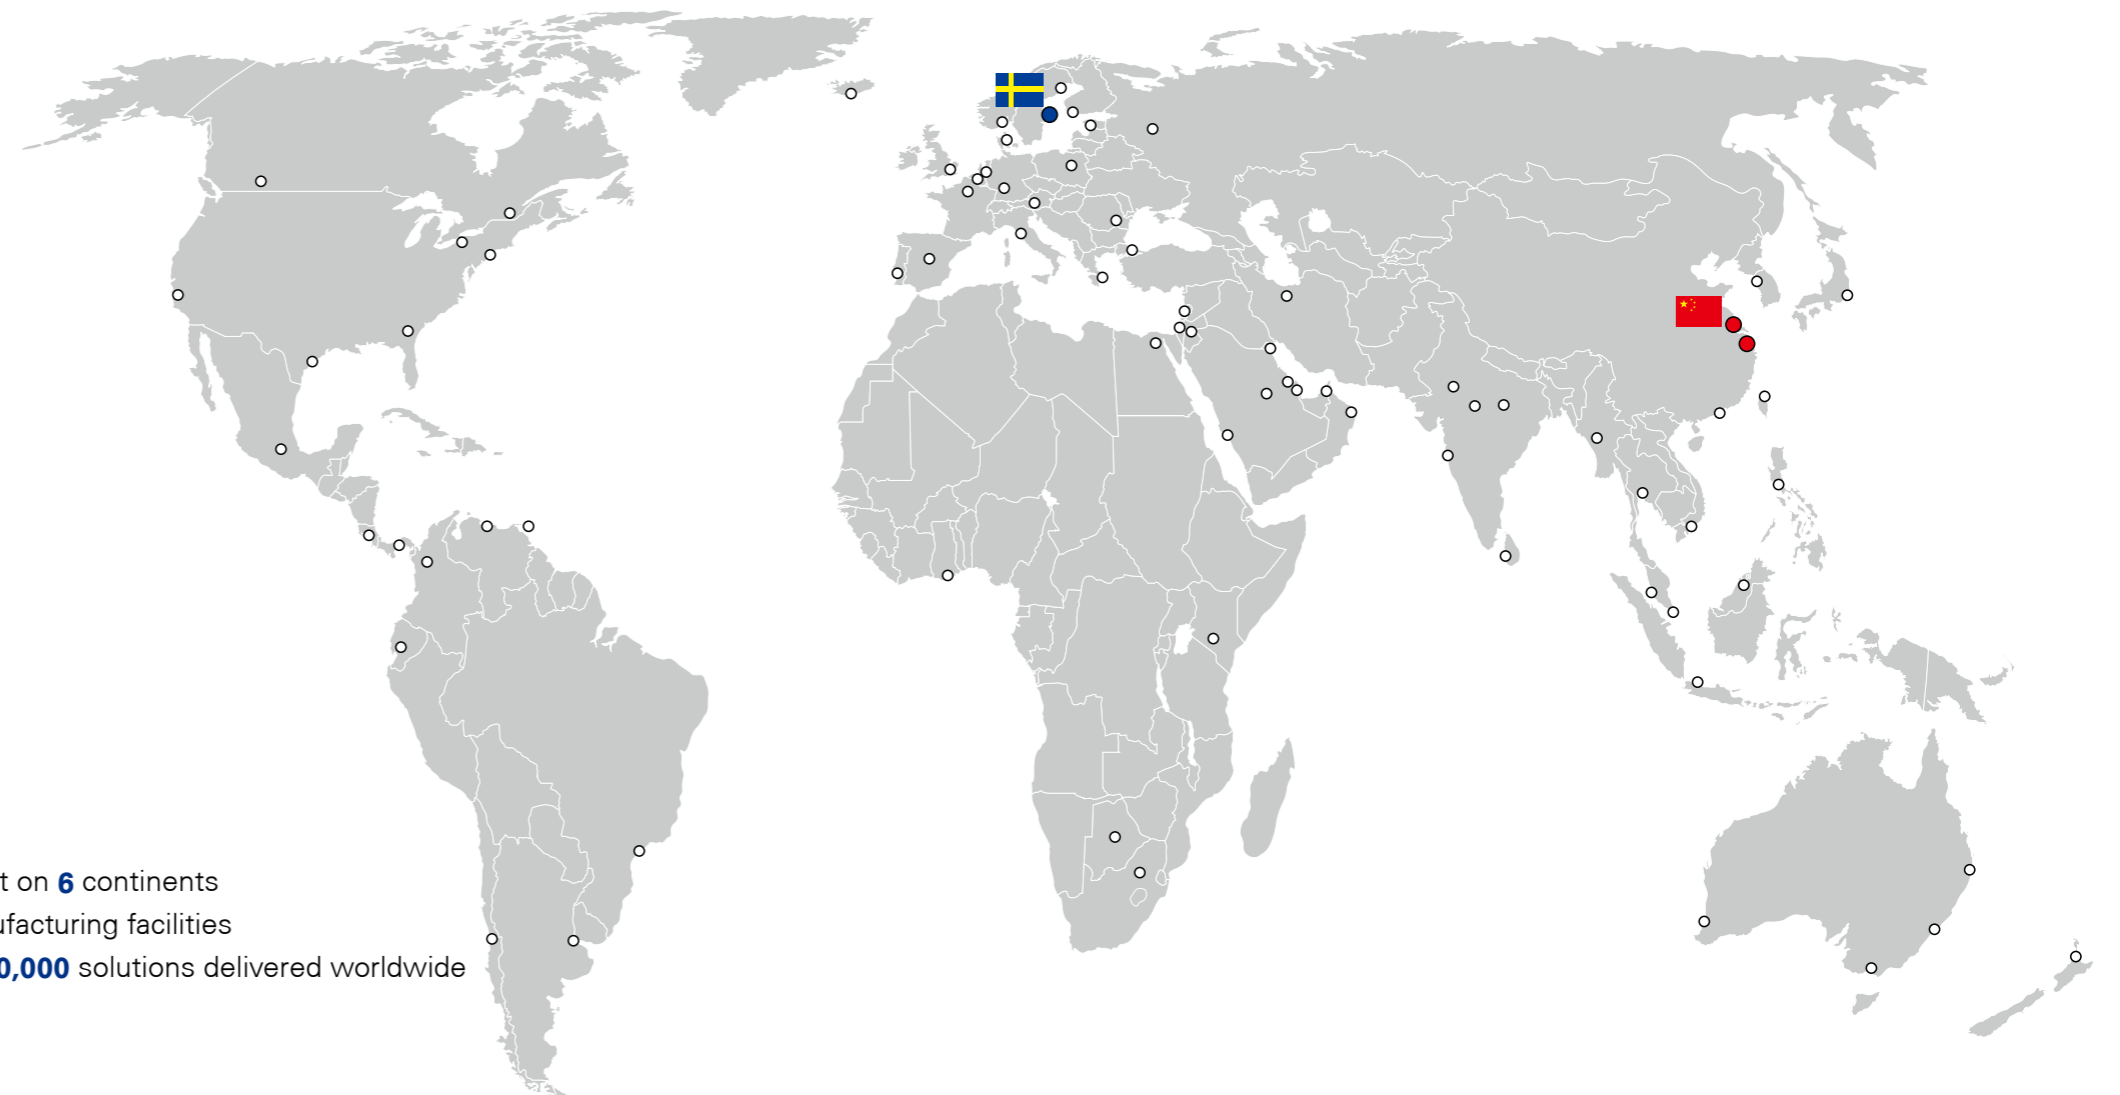 t on 6 continents
ufacturing facilities
0,000 solutions delivered worldwide